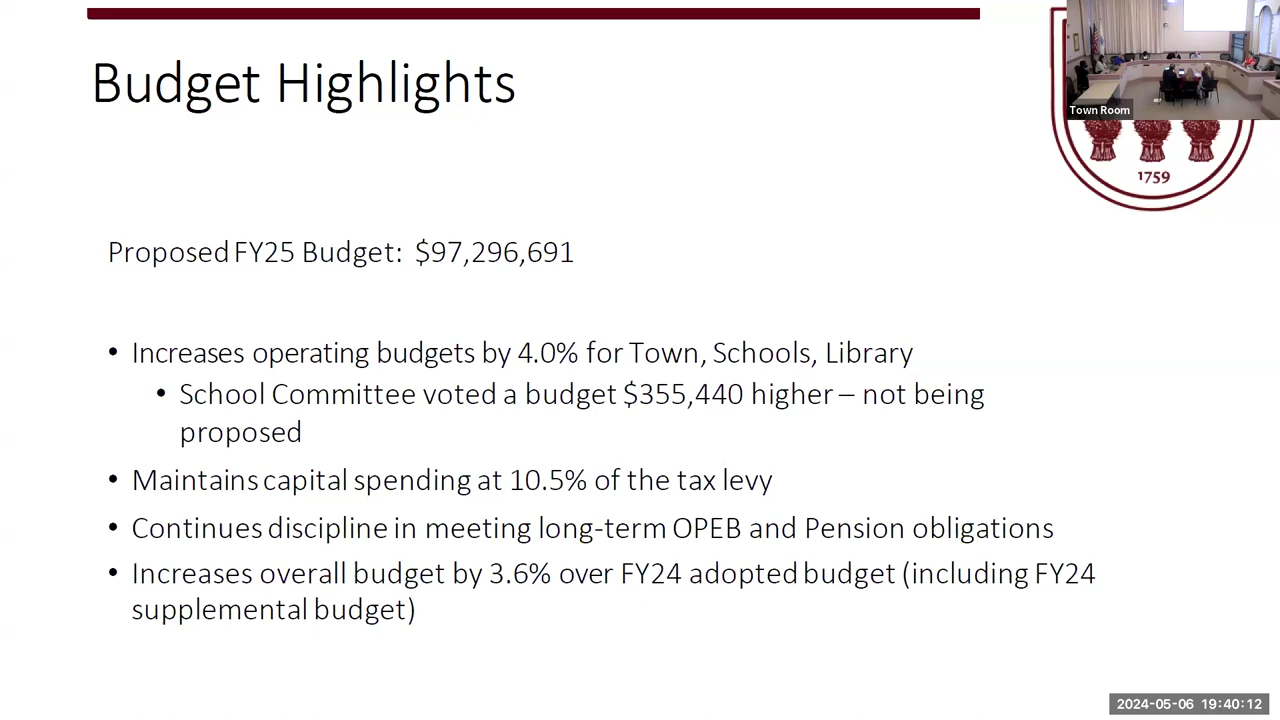 Budget Highlights
Town Room
1759
Proposed FY25 Budget: $97,296,691
• Increases operating budgets by 4.0% for Town, Schools, Library
• School Committee voted a budget $355,440 higher – not being
proposed
• Maintains capital spending at 10.5% of the tax levy
• Continues discipline in meeting long-term OPEB and Pension obligations
• Increases overall budget by 3.6% over FY24 adopted budget (including FY24
supplemental budget)
2024-05-06 19:40:12